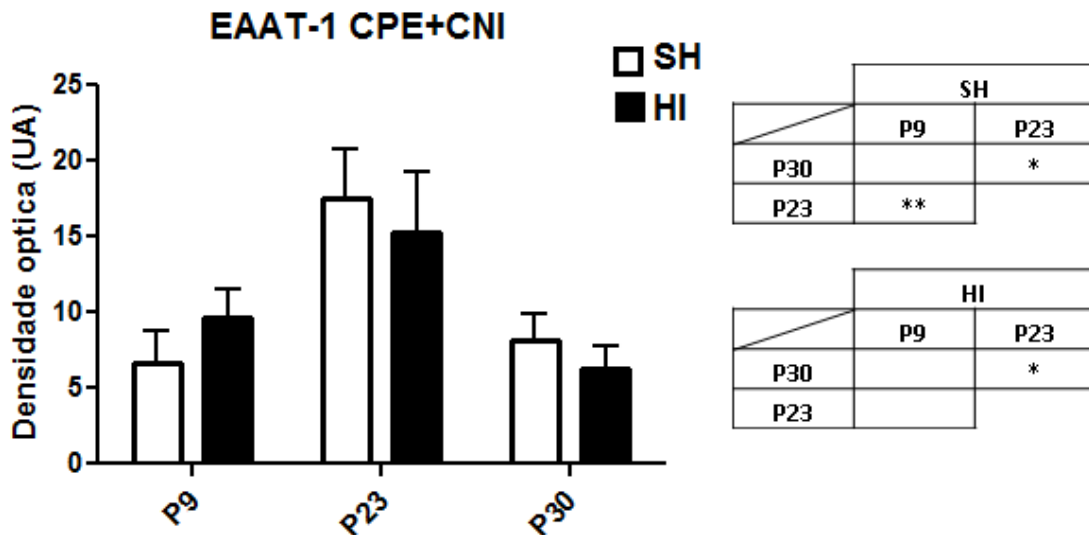 EAAT-1 CPE+CNI
SH
HI
Densidade optica (UA)
25
20
15
10
5
0
P9
P23
P30
SH
P9 P23
P30 *
P23 **
HI
P9 P23
P30 *
P23